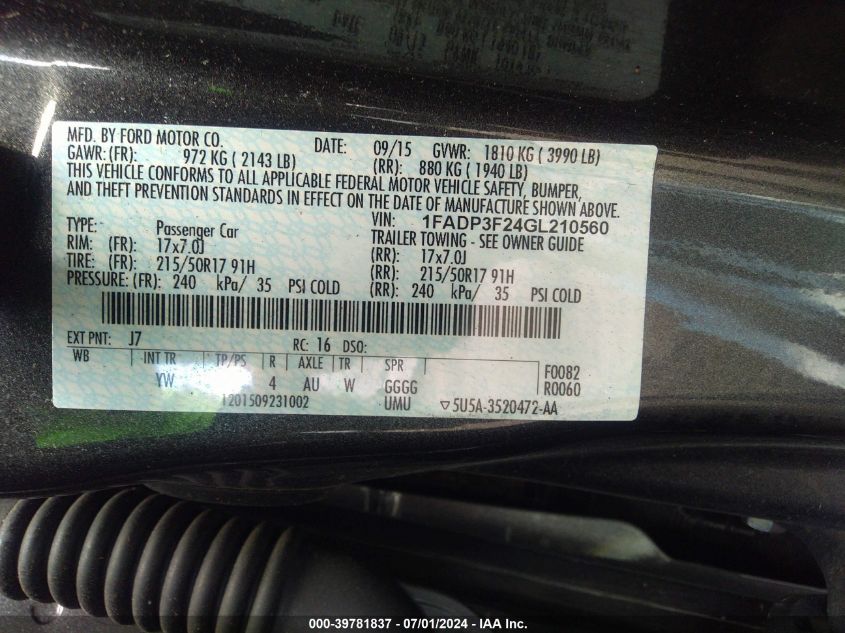 MFD. BY FORD MOTOR CO. DATE: 09/15 GVWR: 1810 KG ( 3990 LB)
GAWR:(FR): 972 KG ( 2143 LB) (RR): 880 KG ( 1940 LB)
THIS VEHICLE CONFORMS TO ALL APPLICABLE FEDERAL MOTOR VEHICLE SAFETY, BUMPER,
AND THEFT PREVENTION STANDARDS IN EFFECT ON THE DATE OF MANUFACTURE SHOWN ABOVE.
VIN: 1FADP3F24GL210560
TYPE: Passenger Car TRAILER TOWING - SEE OWNER GUIDE
RIM: (FR): 17x7.0J (RR): 17x7.0J
TIRE: (FR): 215/50R17 91H (RR): 215/50R17 91H
PRESSURE: (FR): 240 kPa/ 35 PSI COLD (RR): 240 kPa/ 35 PSI COLD
EXT PNT: J7 RC: 16 DSO:
WB INT TR TP/PS R AXLE TR SPR F0082
YW 4 AU W GGGG R0060
1201509231002 UMU ▽5U5A-3520472-AA
000-39781837 - 07/01/2024 - IAA Inc.